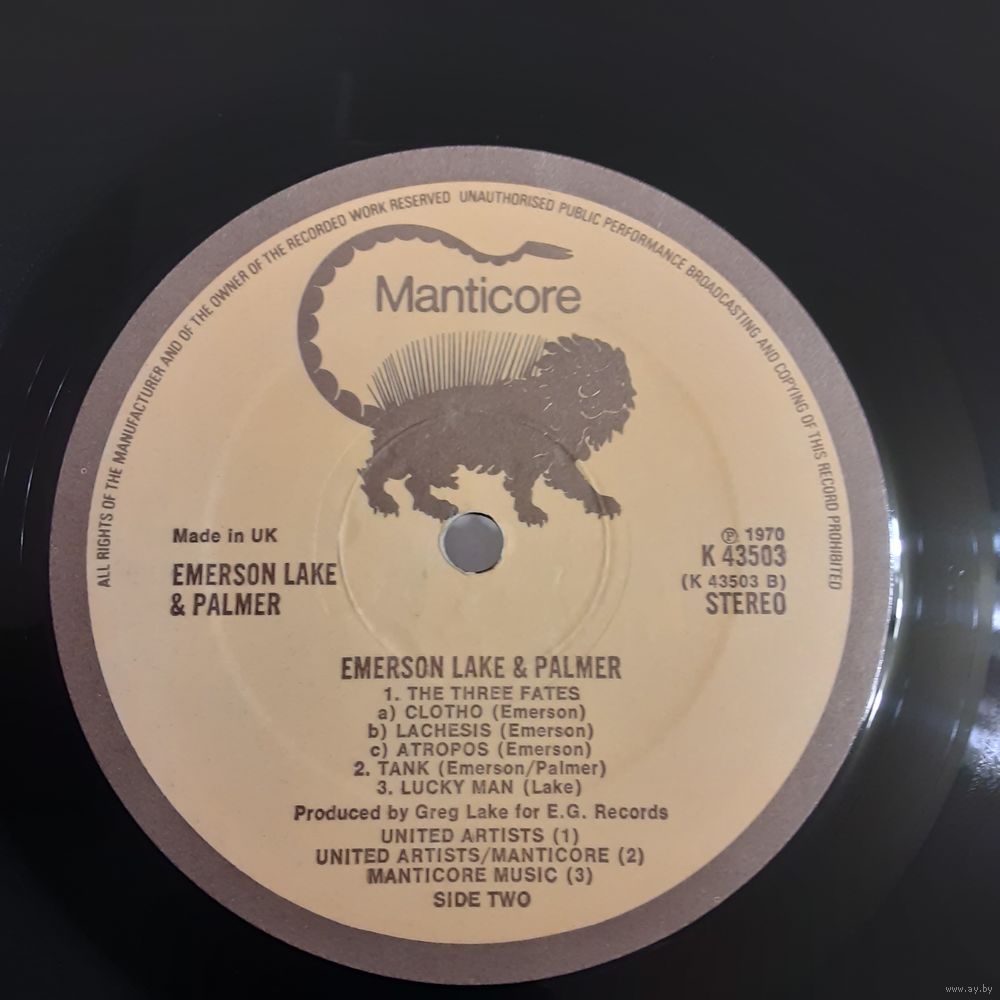 ALL RIGHTS OF THE MANUFACTURER AND OF THE OWNER OF THE RECORDED WORK RESERVED UNAUTHORISED PUBLIC PERFORMANCE BROADCASTING AND COPYING OF THIS RECORD PROHIBITED
Manticore
Made in UK
EMERSON LAKE
& PALMER
℗ 1970
K 43503
(K 43503 B)
STEREO
EMERSON LAKE & PALMER
1. THE THREE FATES
a) CLOTHO (Emerson)
b) LACHESIS (Emerson)
c) ATROPOS (Emerson)
2. TANK (Emerson/Palmer)
3. LUCKY MAN (Lake)
Produced by Greg Lake for E.G. Records
UNITED ARTISTS (1)
UNITED ARTISTS/MANTICORE (2)
MANTICORE MUSIC (3)
SIDE TWO
www.ay.by